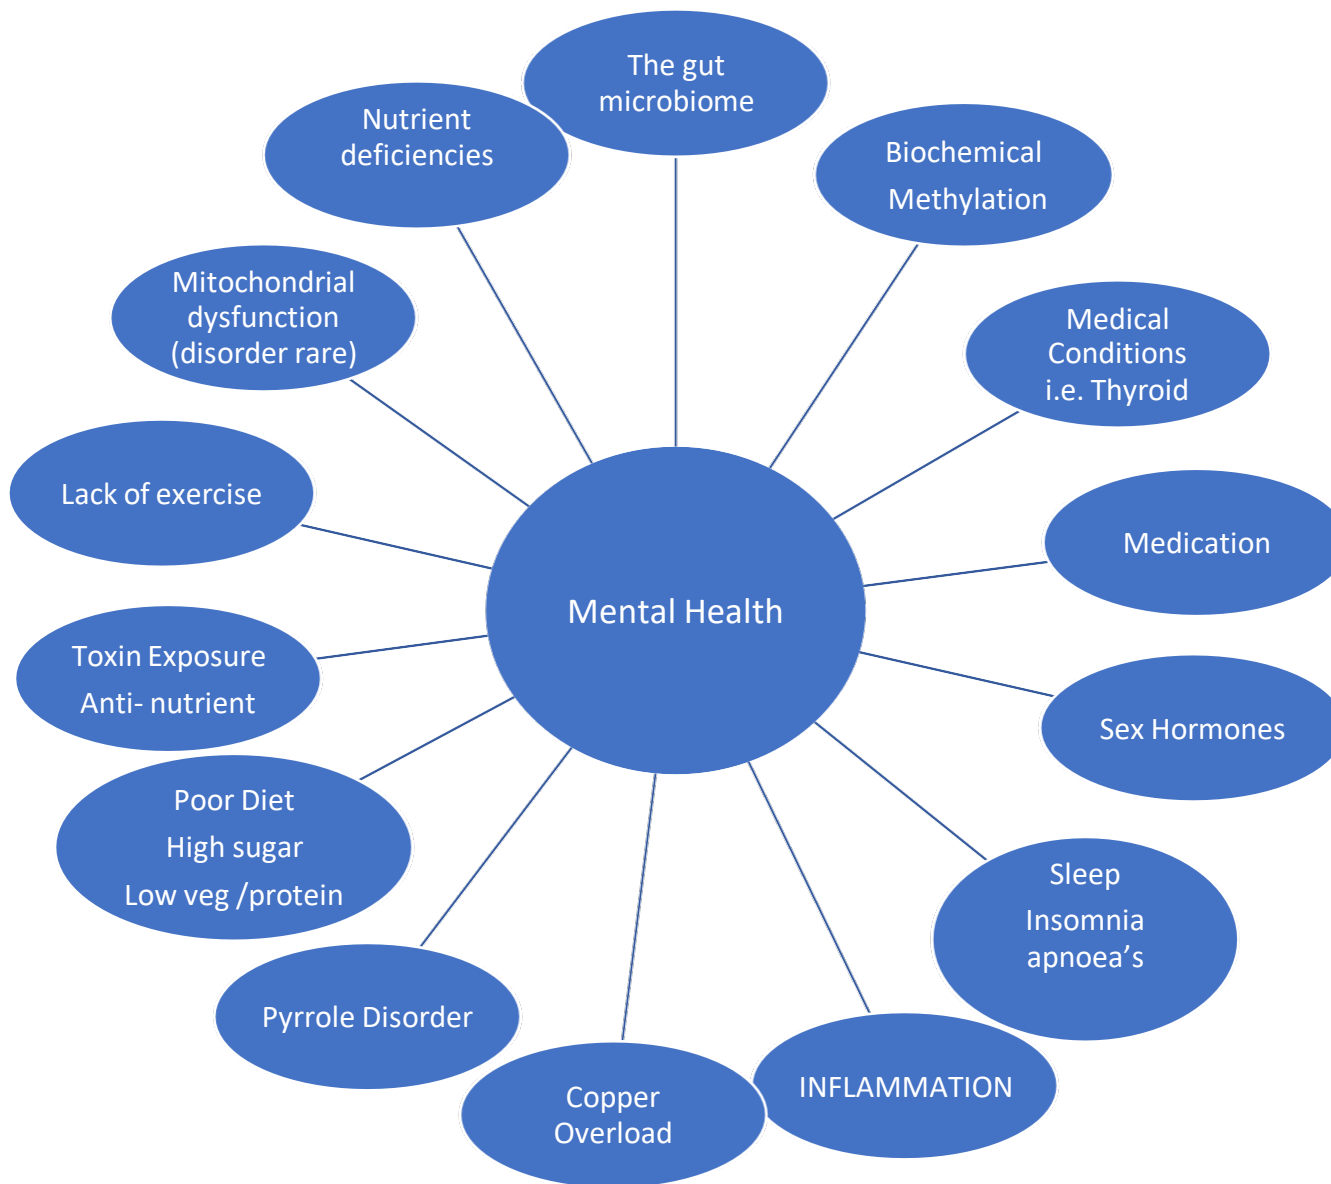 The gut
microbiome
Nutrient
deficiencies
Biochemical
Methylation
Mitochondrial
dysfunction
(disorder rare)
Medical
Conditions
i.e. Thyroid
Lack of exercise
Medication
Mental Health
Toxin Exposure
Anti- nutrient
Sex Hormones
Poor Diet
High sugar
Low veg /protein
Sleep
Insomnia
apnoea’s
Pyrrole Disorder
INFLAMMATION
Copper
Overload